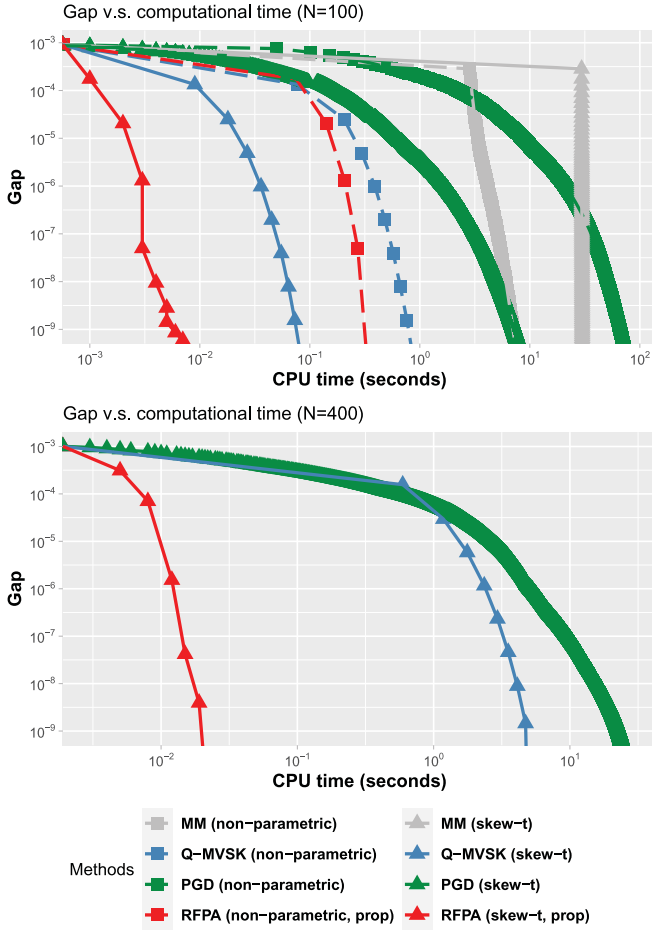 Gap v.s. computational time (N=100)
10⁻³
10⁻⁴
10⁻⁵
10⁻⁶
10⁻⁷
10⁻⁸
10⁻⁹
Gap
10⁻³ 10⁻² 10⁻¹ 10⁰ 10¹ 10²
CPU time (seconds)
Gap v.s. computational time (N=400)
10⁻³
10⁻⁴
10⁻⁵
10⁻⁶
10⁻⁷
10⁻⁸
10⁻⁹
Gap
10⁻² 10⁻¹ 10⁰ 10¹
CPU time (seconds)
Methods
MM (non−parametric) MM (skew−t)
Q−MVSK (non−parametric) Q−MVSK (skew−t)
PGD (non−parametric) PGD (skew−t)
RFPA (non−parametric, prop) RFPA (skew−t, prop)